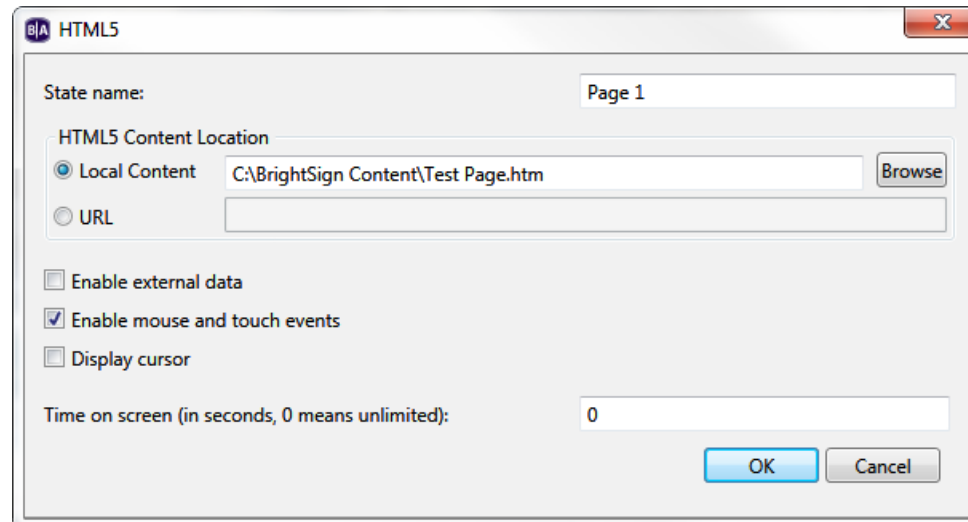 B|A HTML5
State name: Page 1
HTML5 Content Location
Local Content C:\BrightSign Content\Test Page.htm Browse
URL
Enable external data
Enable mouse and touch events
Display cursor
Time on screen (in seconds, 0 means unlimited): 0
OK Cancel